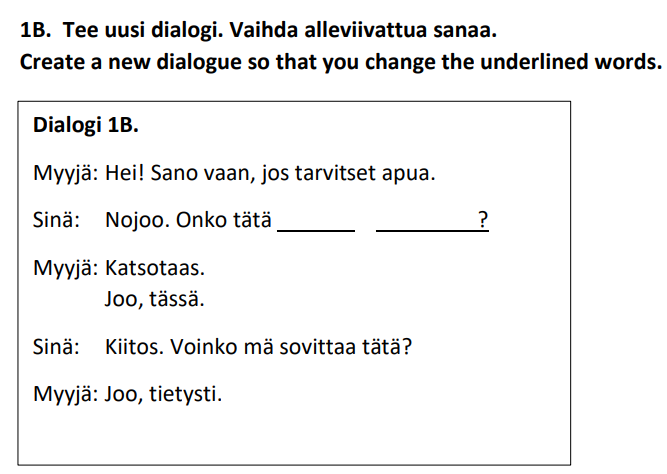 1B. Tee uusi dialogi. Vaihda alleviivattua sanaa.
Create a new dialogue so that you change the underlined words.
Dialogi 1B.
Myyjä: Hei! Sano vaan, jos tarvitset apua.
Sinä: Nojoo. Onko tätä _______ _________?
Myyjä: Katsotaas.
Joo, tässä.
Sinä: Kiitos. Voinko mä sovittaa tätä?
Myyjä: Joo, tietysti.